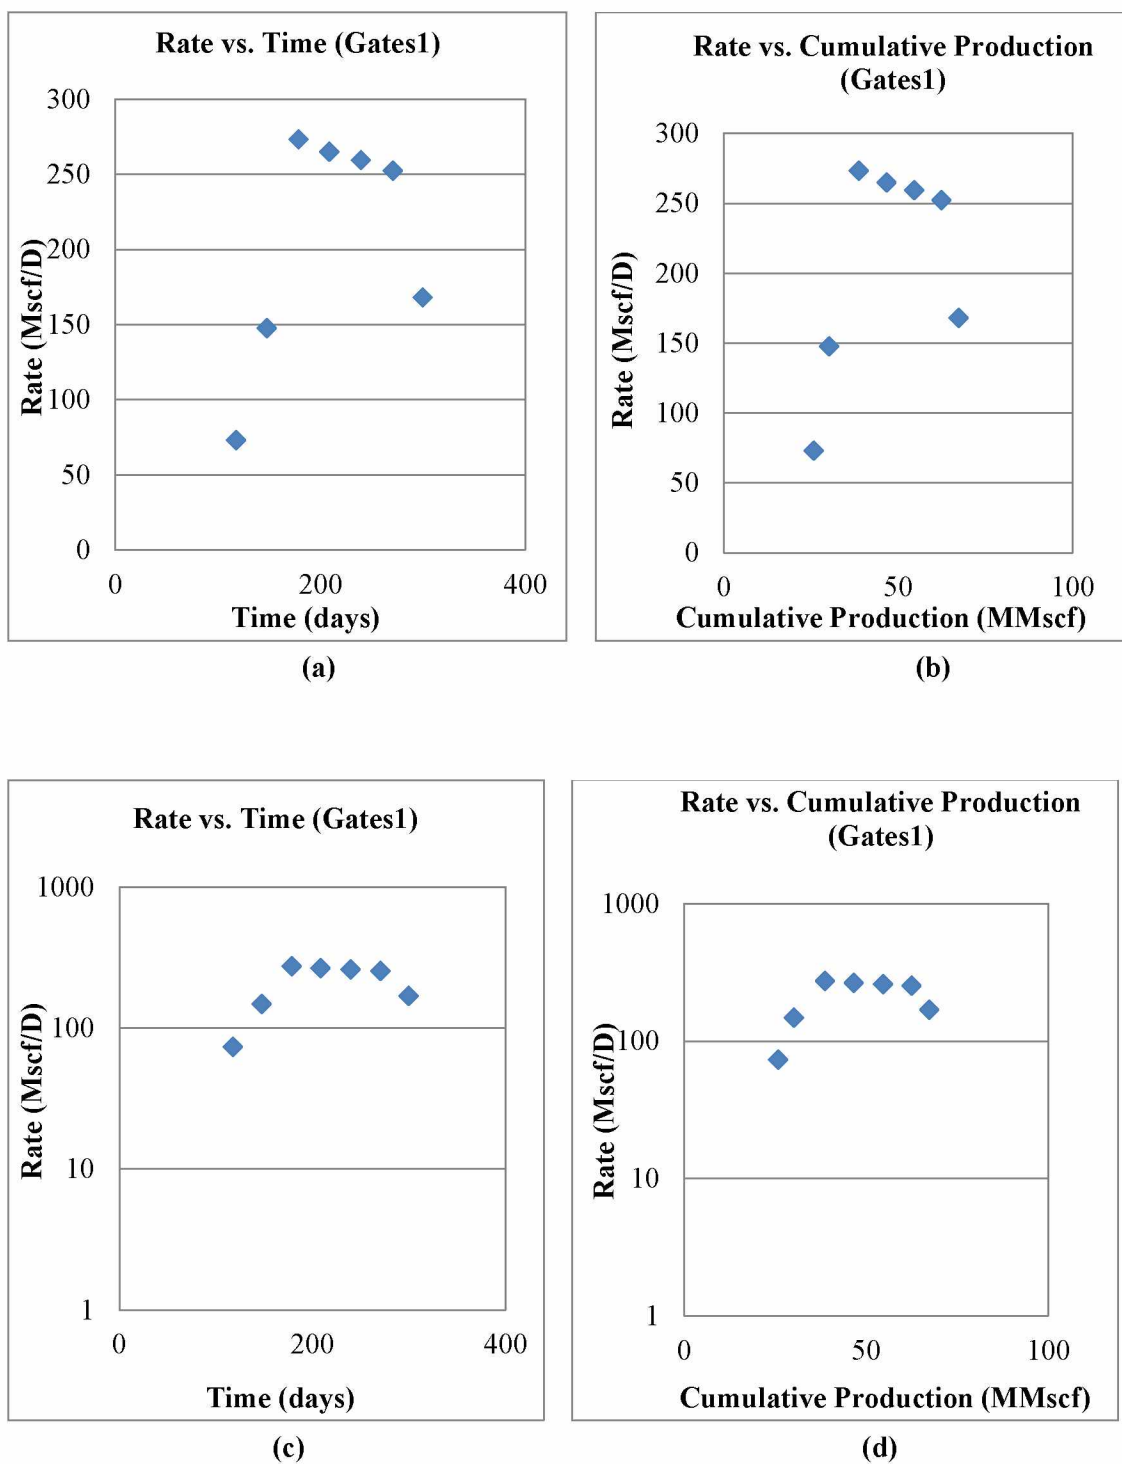 Rate vs. Time (Gates1)
300
250
200
150
100
50
0
Rate (Mscf/D)
0 200 400
Time (days)
(a)
Rate vs. Cumulative Production
(Gates1)
300
250
200
150
100
50
0
Rate (Mscf/D)
0 50 100
Cumulative Production (MMscf)
(b)
Rate vs. Time (Gates1)
1000
100
10
1
Rate (Mscf/D)
0 200 400
Time (days)
(c)
Rate vs. Cumulative Production
(Gates1)
1000
100
10
1
Rate (Mscf/D)
0 50 100
Cumulative Production (MMscf)
(d)